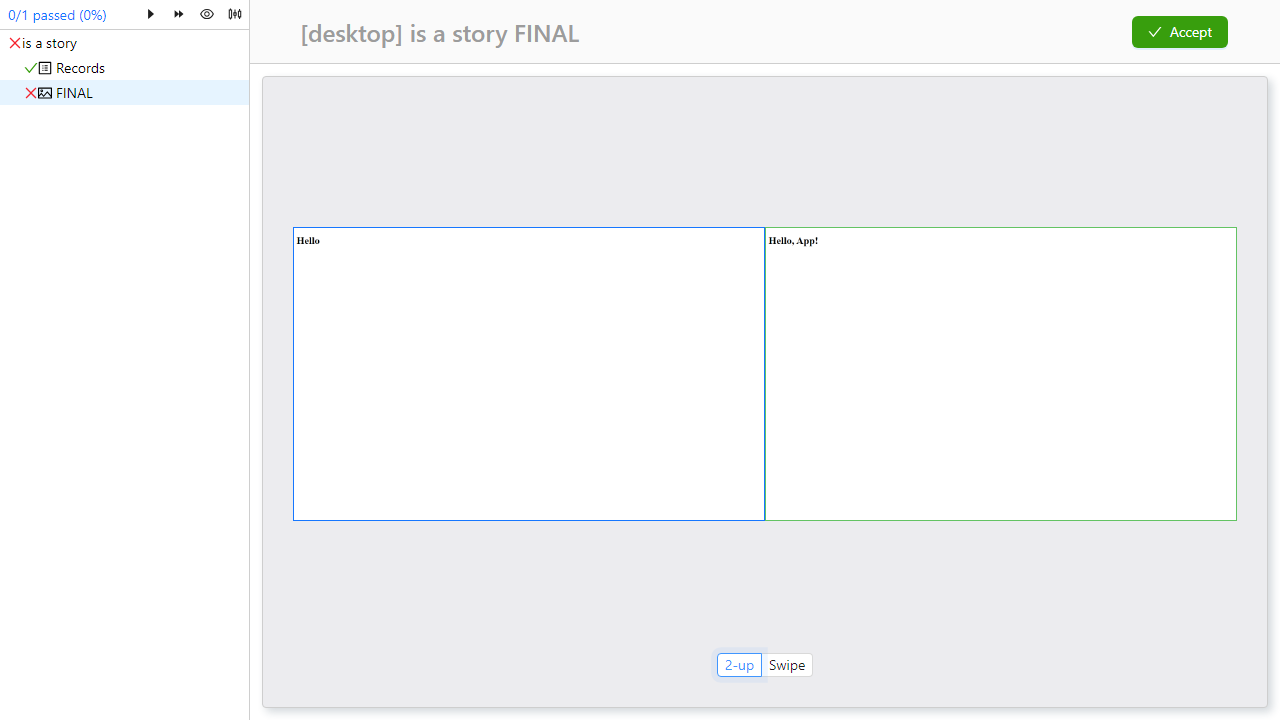 0/1 passed (0%)
is a story
Records
FINAL
[desktop] is a story FINAL
Accept
Hello
Hello, App!
2-up
Swipe